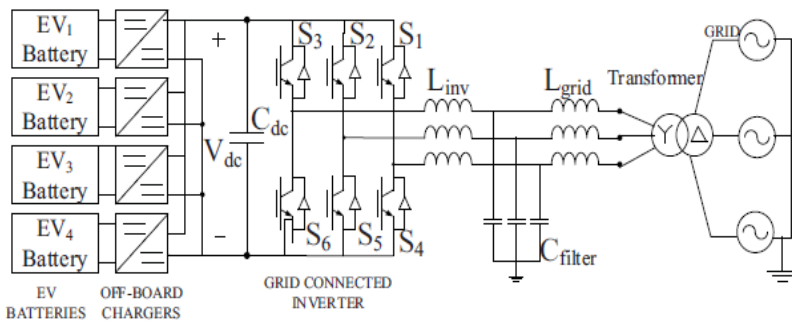 EV1
Battery
EV2
Battery
EV3
Battery
EV4
Battery
EV
BATTERIES
OFF-BOARD
CHARGERS
+
Vdc
−
Cdc
S3
S2
S1
S6
S5
S4
GRID CONNECTED
INVERTER
Linv
Lgrid
Cfilter
Transformer
Y
Δ
GRID